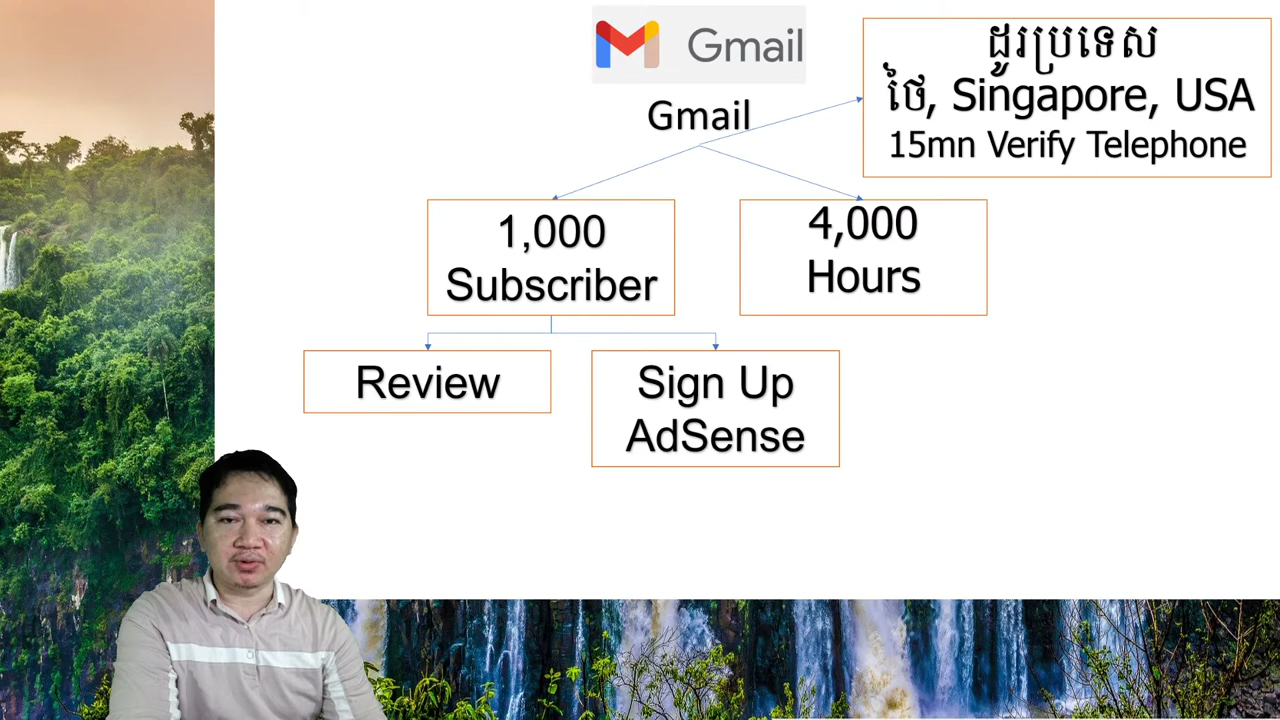 Gmail
Gmail
ដូរប្រទេស
ថៃ, Singapore, USA
15mn Verify Telephone
1,000
Subscriber
4,000
Hours
Review
Sign Up
AdSense